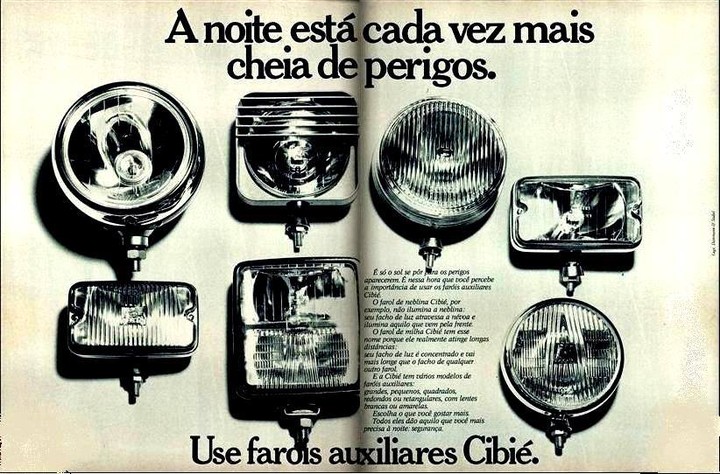 A noite está cada vez mais
cheia de perigos.
É só o sol se pôr para os perigos
aparecerem. É nessa hora que você percebe
a importância de usar os faróis auxiliares
Cibié.
O farol de neblina Cibié, por
exemplo, não ilumina a neblina:
seu facho de luz atravessa a névoa e
ilumina aquilo que vem pela frente.
O farol de milha Cibié tem esse
nome porque ele realmente atinge longas
distâncias:
seu facho de luz é concentrado e vai
mais longe que o facho de qualquer
outro farol.
E a Cibié tem vários modelos de
faróis auxiliares:
grandes, pequenos, quadrados,
redondos ou retangulares, com lentes
brancas ou amarelas.
Escolha o que você gostar mais.
Todos eles dão aquilo que você mais
precisa à noite: segurança.
Use faróis auxiliares Cibié.